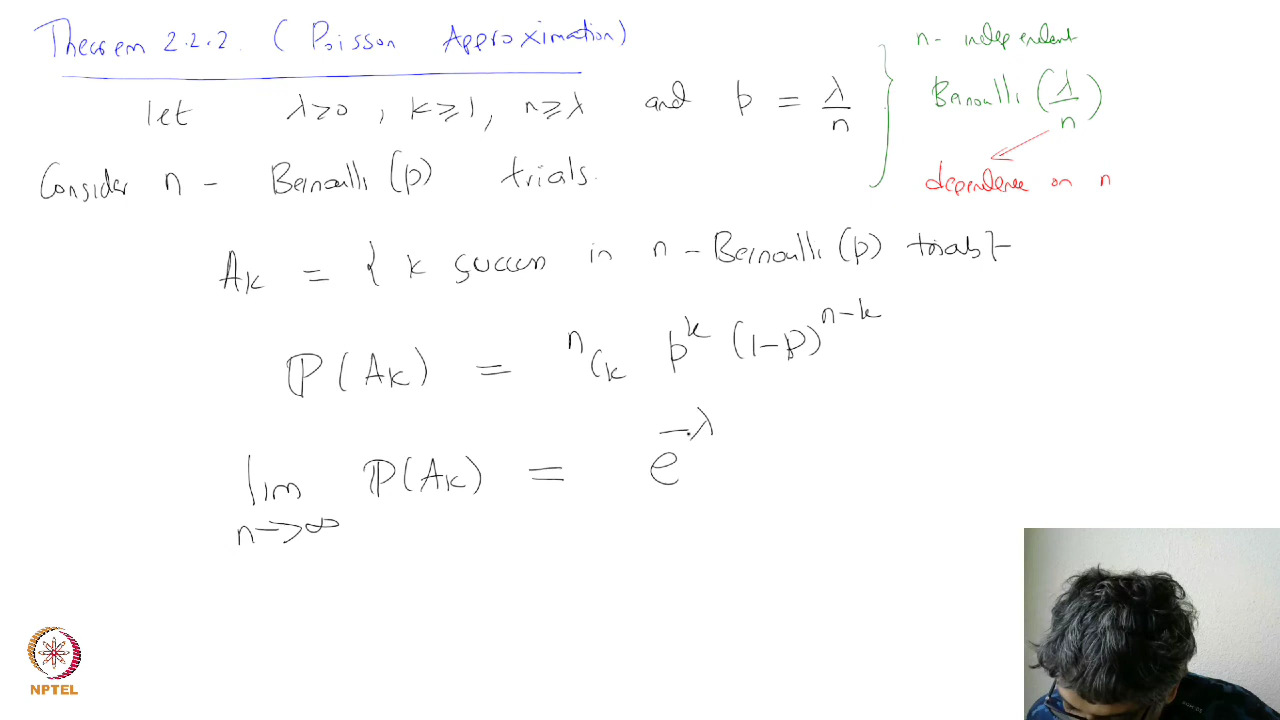 Theorem 2.2.2. (Poisson Approximation)
let λ>0, k≥1, n≥λ and p = λ/n
Consider n - Bernoulli (p) trials.
n - independent
Bernoulli (λ/n)
dependence on n
A_k = { k success in n - Bernoulli (p) trials }
ℙ(A_k) = ⁿC_k p^k (1-p)^{n-k}
lim_{n→∞} ℙ(A_k) = e^{-λ}
NPTEL